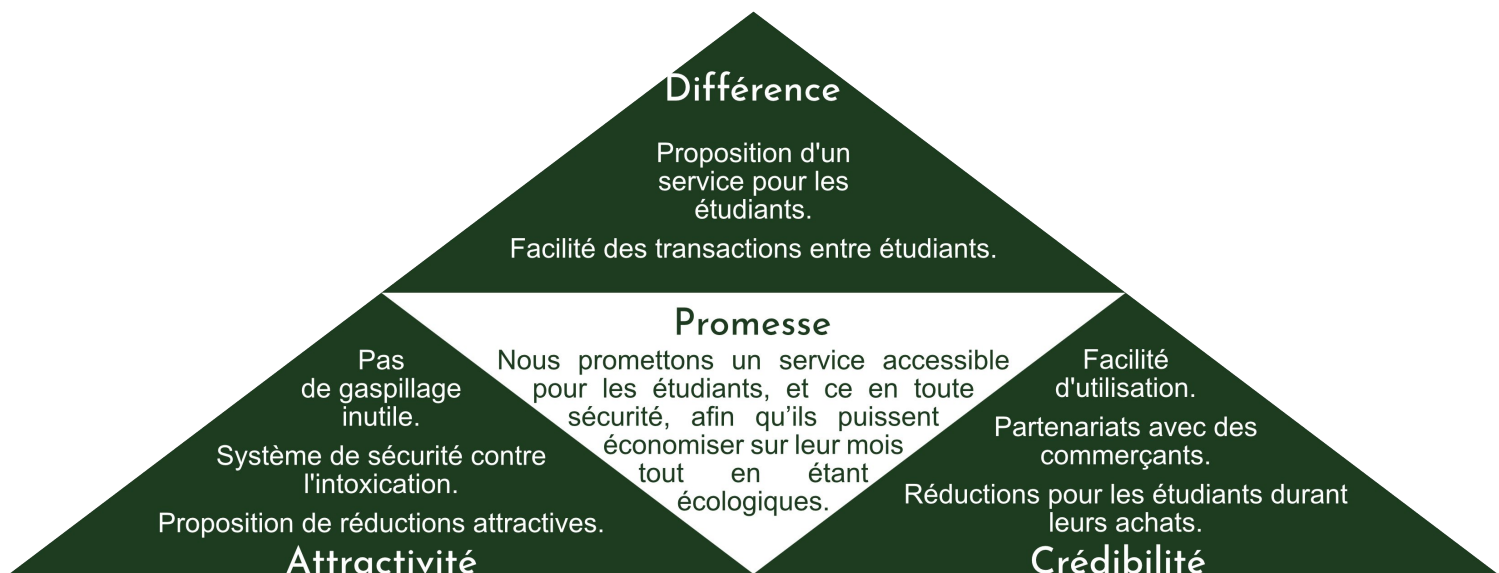 Différence
Proposition d'un
service pour les
étudiants.
Facilité des transactions entre étudiants.
Promesse
Nous promettons un service accessible
pour les étudiants, et ce en toute
sécurité, afin qu’ils puissent
économiser sur leur mois
tout en étant
écologiques.
Pas
de gaspillage
inutile.
Système de sécurité contre
l'intoxication.
Proposition de réductions attractives.
Attractivité
Facilité
d'utilisation.
Partenariats avec des
commerçants.
Réductions pour les étudiants durant
leurs achats.
Crédibilité